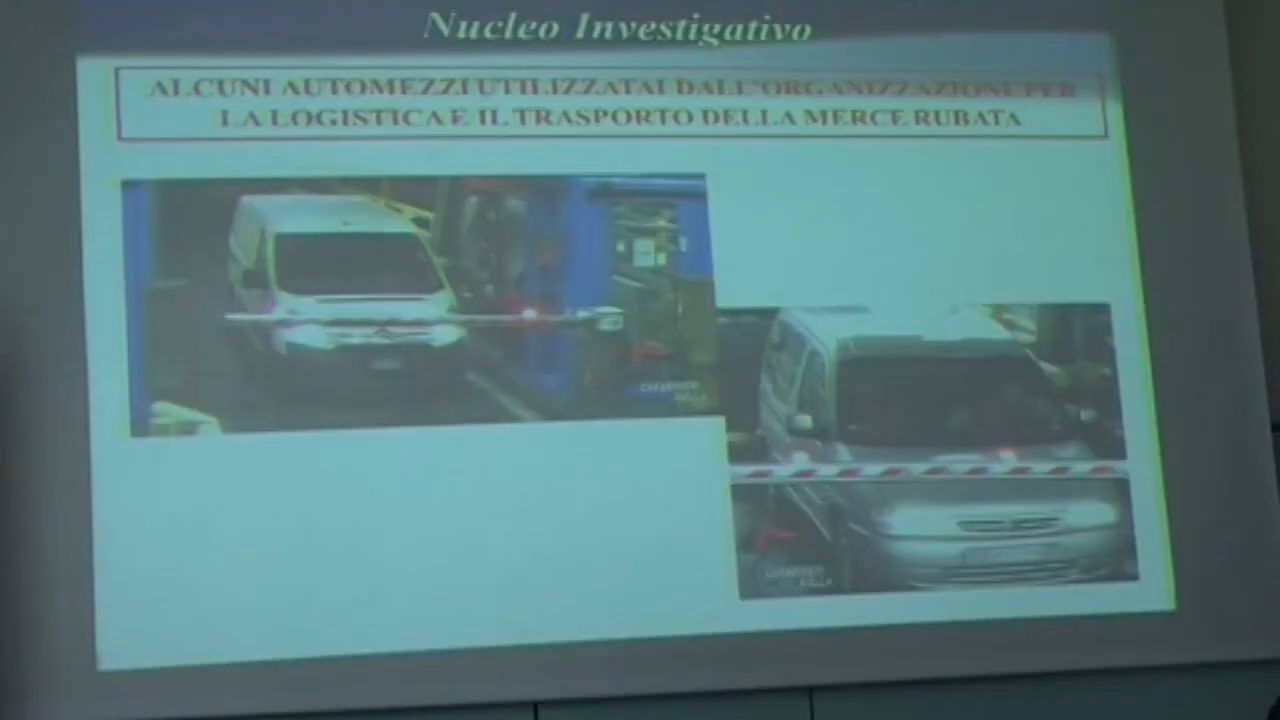 Nucleo Investigativo
ALCUNI AUTOMEZZI UTILIZZATAI DALL'ORGANIZZAZIONE PER
LA LOGISTICA E IL TRASPORTO DELLA MERCE RUBATA